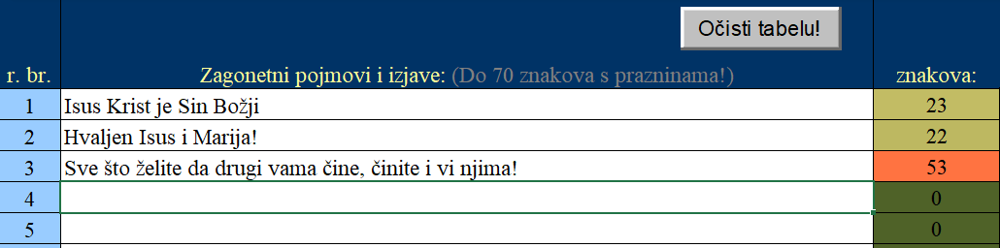 Očisti tabelu!
r. br. Zagonetni pojmovi i izjave: (Do 70 znakova s prazninama!) znakova:
1 Isus Krist je Sin Božji 23
2 Hvaljen Isus i Marija! 22
3 Sve što želite da drugi vama čine, činite i vi njima! 53
4 0
5 0